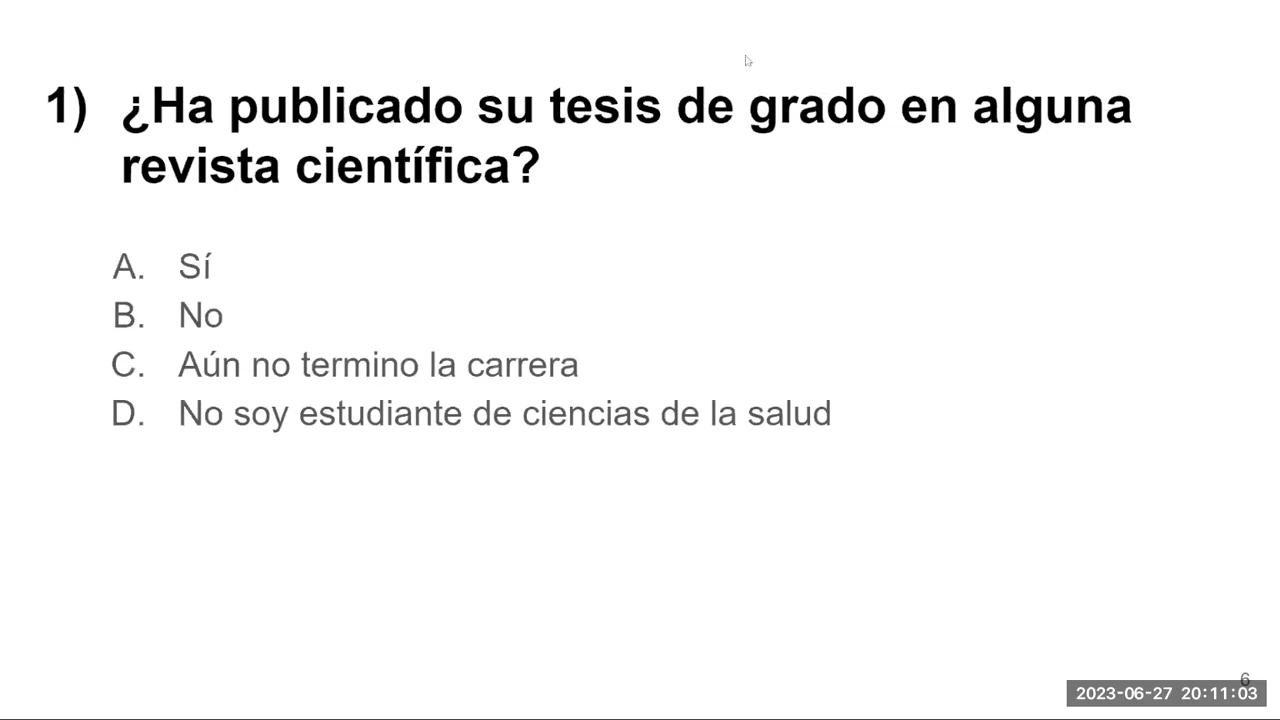 1) ¿Ha publicado su tesis de grado en alguna
revista científica?
A. Sí
B. No
C. Aún no termino la carrera
D. No soy estudiante de ciencias de la salud
6
2023-06-27 20:11:03